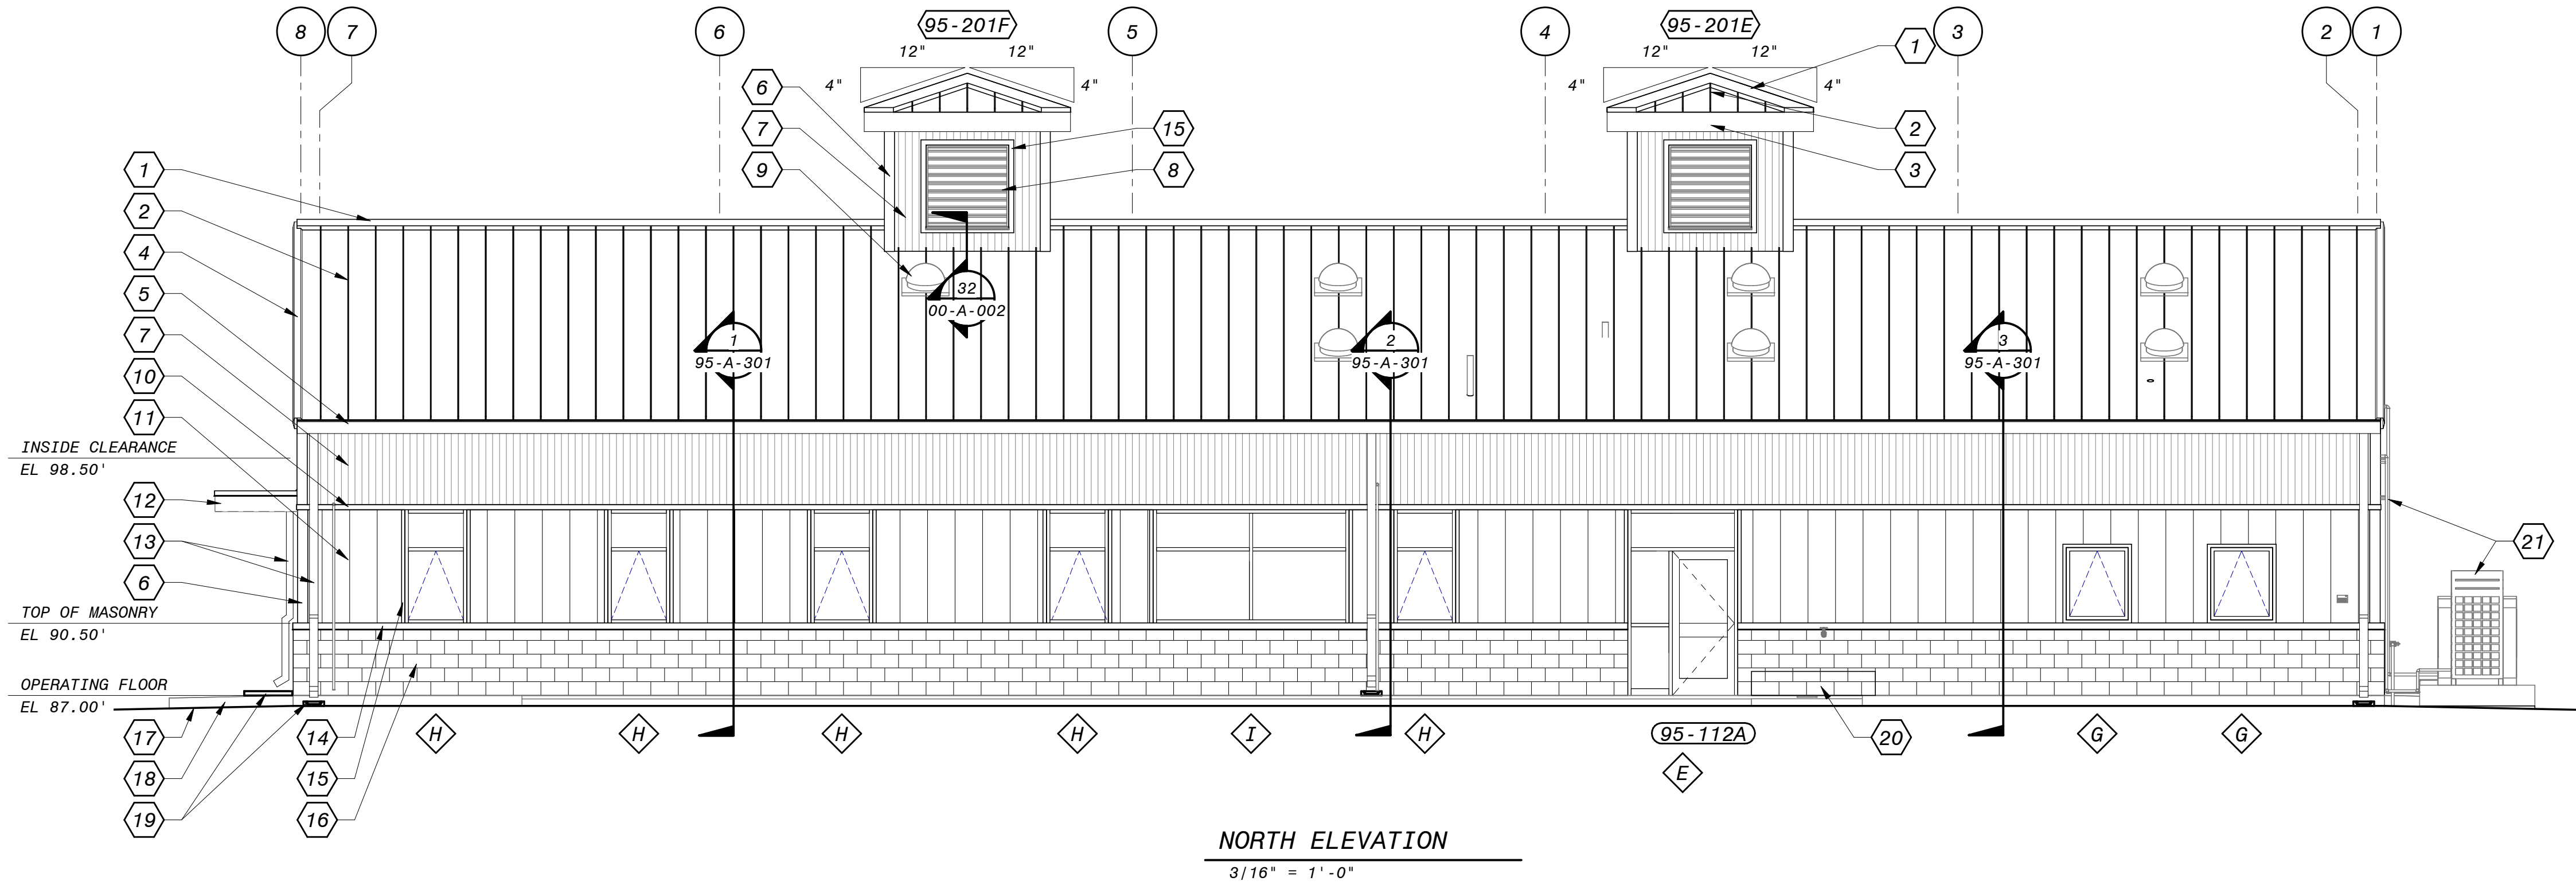 8
7
6
95-201F
5
4
95-201E
1
3
2
1
12"
12"
12"
12"
6
4"
4"
4"
4"
7
15
2
9
8
3
1
2
4
5
7
10
11
32
00-A-002
1
95-A-301
2
95-A-301
3
95-A-301
INSIDE CLEARANCE
EL 98.50'
12
13
6
21
TOP OF MASONRY
EL 90.50'
OPERATING FLOOR
EL 87.00'
17
14
H
H
H
H
I
H
95-112A
20
G
G
18
15
E
19
16
NORTH ELEVATION
3/16" = 1'-0"